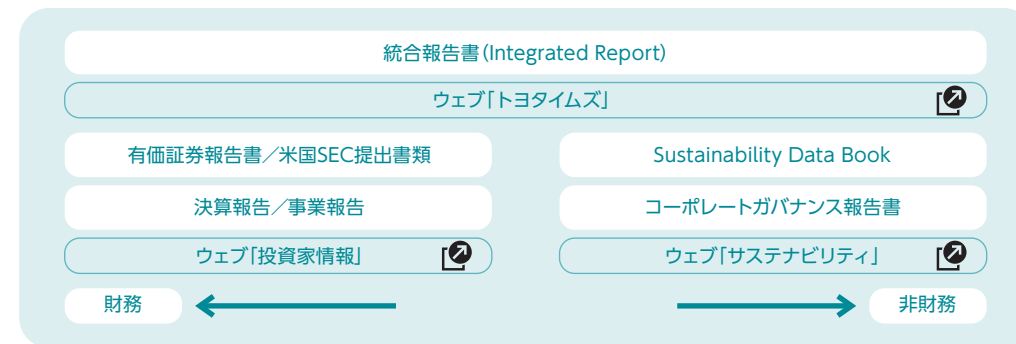 統合報告書（Integrated Report）
ウェブ「トヨタイムズ」
有価証券報告書／米国SEC提出書類
Sustainability Data Book
決算報告／事業報告
コーポレートガバナンス報告書
ウェブ「投資家情報」
ウェブ「サステナビリティ」
財務
非財務